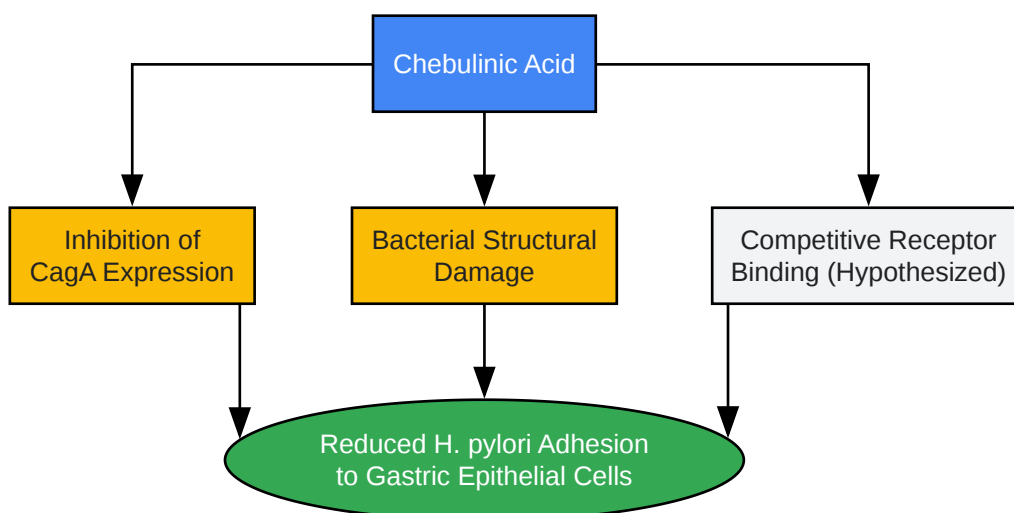 Chebulinic Acid
Inhibition of
CagA Expression
Bacterial Structural
Damage
Competitive Receptor
Binding (Hypothesized)
Reduced H. pylori Adhesion
to Gastric Epithelial Cells